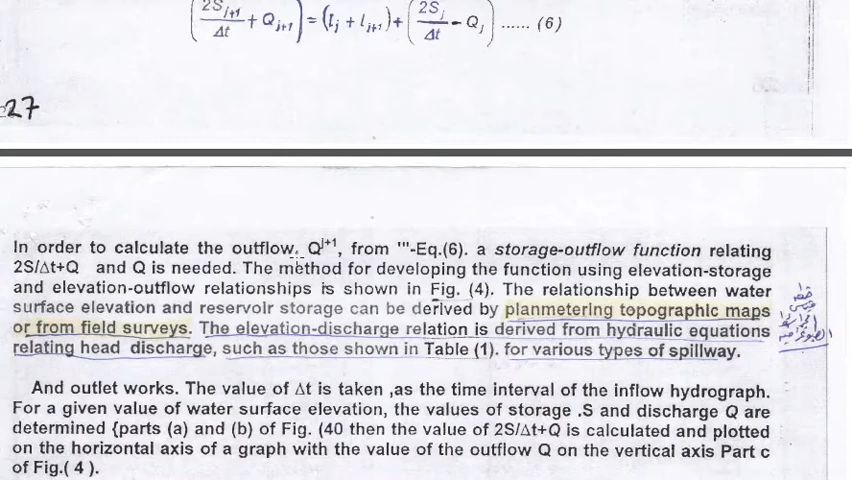 (2Sj+1/Δt + Qj+1) = (Ij + Ij+1) + (2Sj/Δt - Qj) ...... (6)
27
In order to calculate the outflow. Qj+1, from "'-Eq.(6). a storage-outflow function relating
2S/Δt+Q and Q is needed. The method for developing the function using elevation-storage
and elevation-outflow relationships is shown in Fig. (4). The relationship between water
surface elevation and reservoir storage can be derived by planmetering topographic maps
or from field surveys. The elevation-discharge relation is derived from hydraulic equations
relating head discharge, such as those shown in Table (1). for various types of spillway.
And outlet works. The value of Δt is taken ,as the time interval of the inflow hydrograph.
For a given value of water surface elevation, the values of storage .S and discharge Q are
determined {parts (a) and (b) of Fig. (40 then the value of 2S/Δt+Q is calculated and plotted
on the horizontal axis of a graph with the value of the outflow Q on the vertical axis Part c
of Fig.( 4 ).